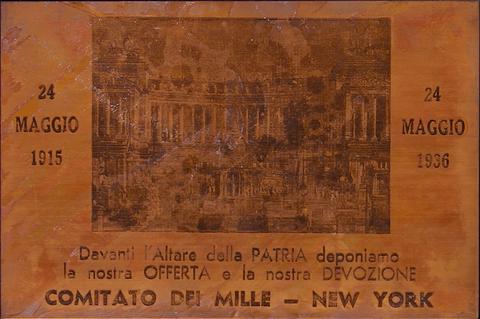 24
MAGGIO
1915
24
MAGGIO
1936
Davanti l'Altare della PATRIA deponiamo
la nostra OFFERTA e la nostra DEVOZIONE
COMITATO DEI MILLE – NEW YORK